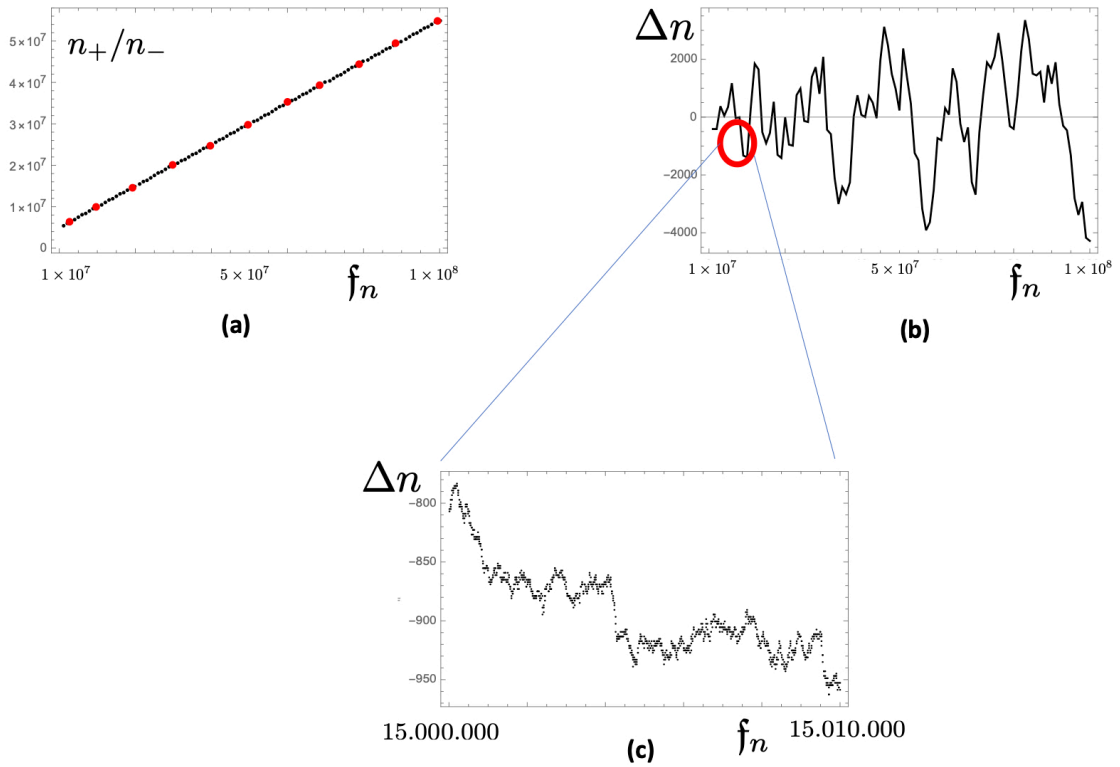 n₊/n₋
5×10⁷
4×10⁷
3×10⁷
2×10⁷
1×10⁷
0
1 × 10⁷
5 × 10⁷
1 × 10⁸
𝔣ₙ
(a)
Δn
2000
0
−2000
−4000
1 × 10⁷
5 × 10⁷
1 × 10⁸
𝔣ₙ
(b)
Δn
−800
−850
−900
−950
15.000.000
𝔣ₙ
15.010.000
(c)